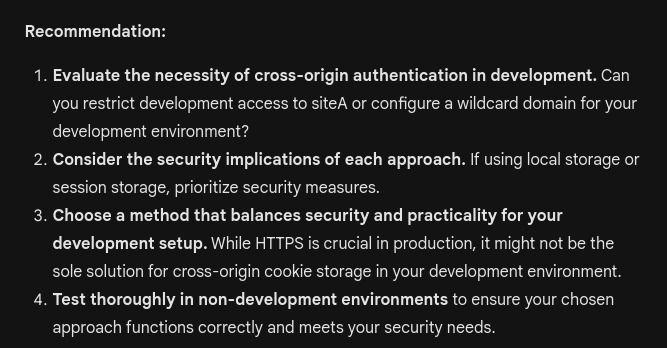 Recommendation:
1. Evaluate the necessity of cross-origin authentication in development. Can
you restrict development access to siteA or configure a wildcard domain for your
development environment?
2. Consider the security implications of each approach. If using local storage or
session storage, prioritize security measures.
3. Choose a method that balances security and practicality for your
development setup. While HTTPS is crucial in production, it might not be the
sole solution for cross-origin cookie storage in your development environment.
4. Test thoroughly in non-development environments to ensure your chosen
approach functions correctly and meets your security needs.